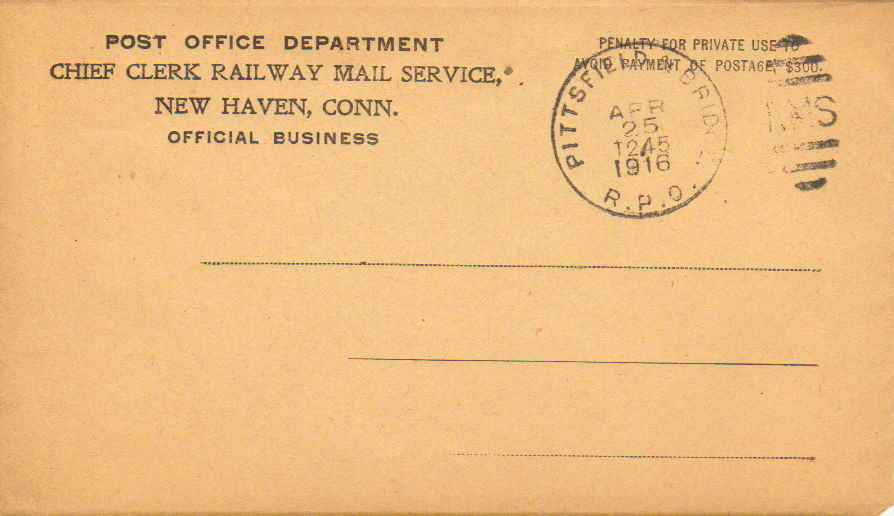 POST OFFICE DEPARTMENT
CHIEF CLERK RAILWAY MAIL SERVICE,
NEW HAVEN, CONN.
OFFICIAL BUSINESS
PENALTY FOR PRIVATE USE TO
AVOID PAYMENT OF POSTAGE, $300.
PITTSFIELD
APR
25
1245
1916
R.P.O.
RMS